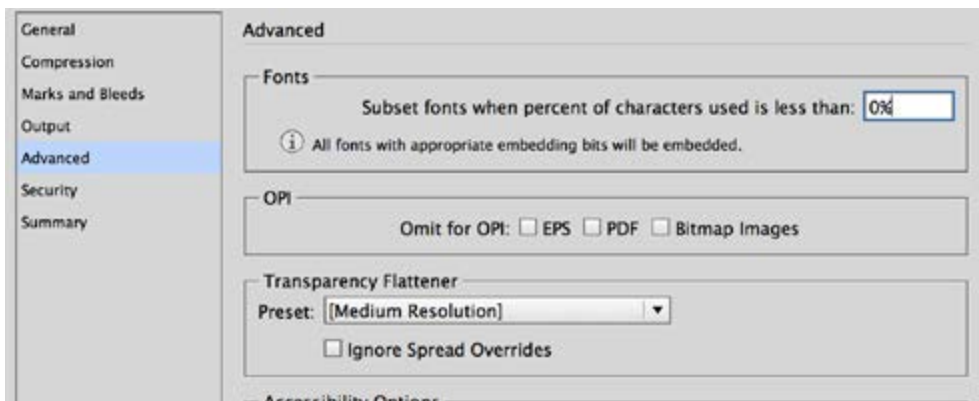 General
Compression
Marks and Bleeds
Output
Advanced
Security
Summary
Advanced
Fonts
Subset fonts when percent of characters used is less than: 0%
All fonts with appropriate embedding bits will be embedded.
OPI
Omit for OPI: EPS PDF Bitmap Images
Transparency Flattener
Preset: [Medium Resolution]
Ignore Spread Overrides
Accessibility Options